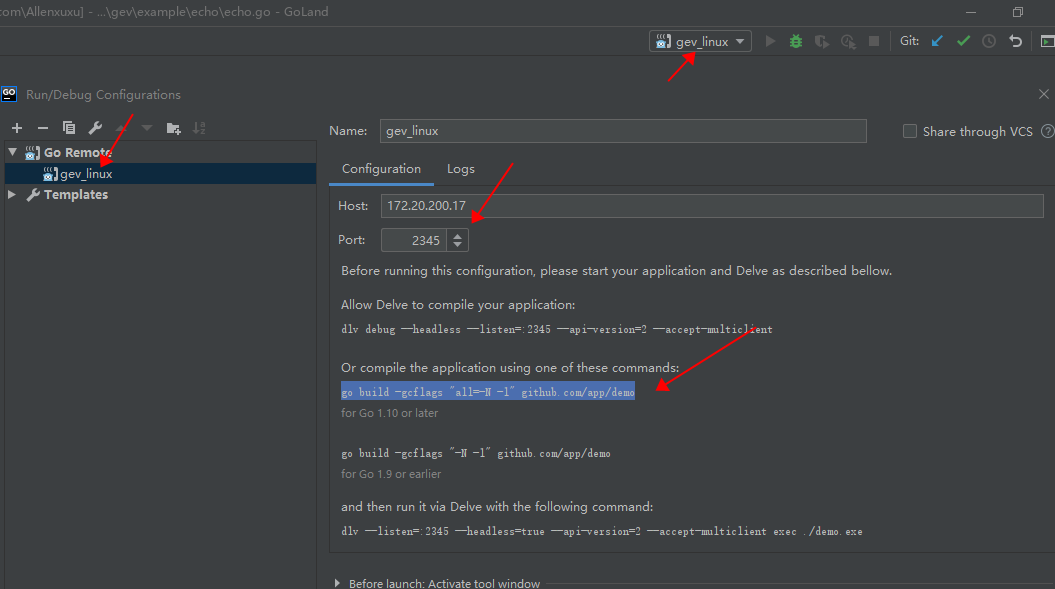 com\Allenxuxu] - ...\gev\example\echo\echo.go - GoLand
gev_linux
Git:
GO
Run/Debug Configurations
Go Remote
gev_linux
Templates
Name:
gev_linux
Share through VCS
?
Configuration
Logs
Host:
172.20.200.17
Port:
2345
Before running this configuration, please start your application and Delve as described bellow.
Allow Delve to compile your application:
dlv debug --headless --listen=:2345 --api-version=2 --accept-multiclient
Or compile the application using one of these commands:
go build -gcflags "all=-N -l" github.com/app/demo
for Go 1.10 or later
go build -gcflags "-N -l" github.com/app/demo
for Go 1.9 or earlier
and then run it via Delve with the following command:
dlv --listen=:2345 --headless=true --api-version=2 --accept-multiclient exec ./demo.exe
Before launch: Activate tool window